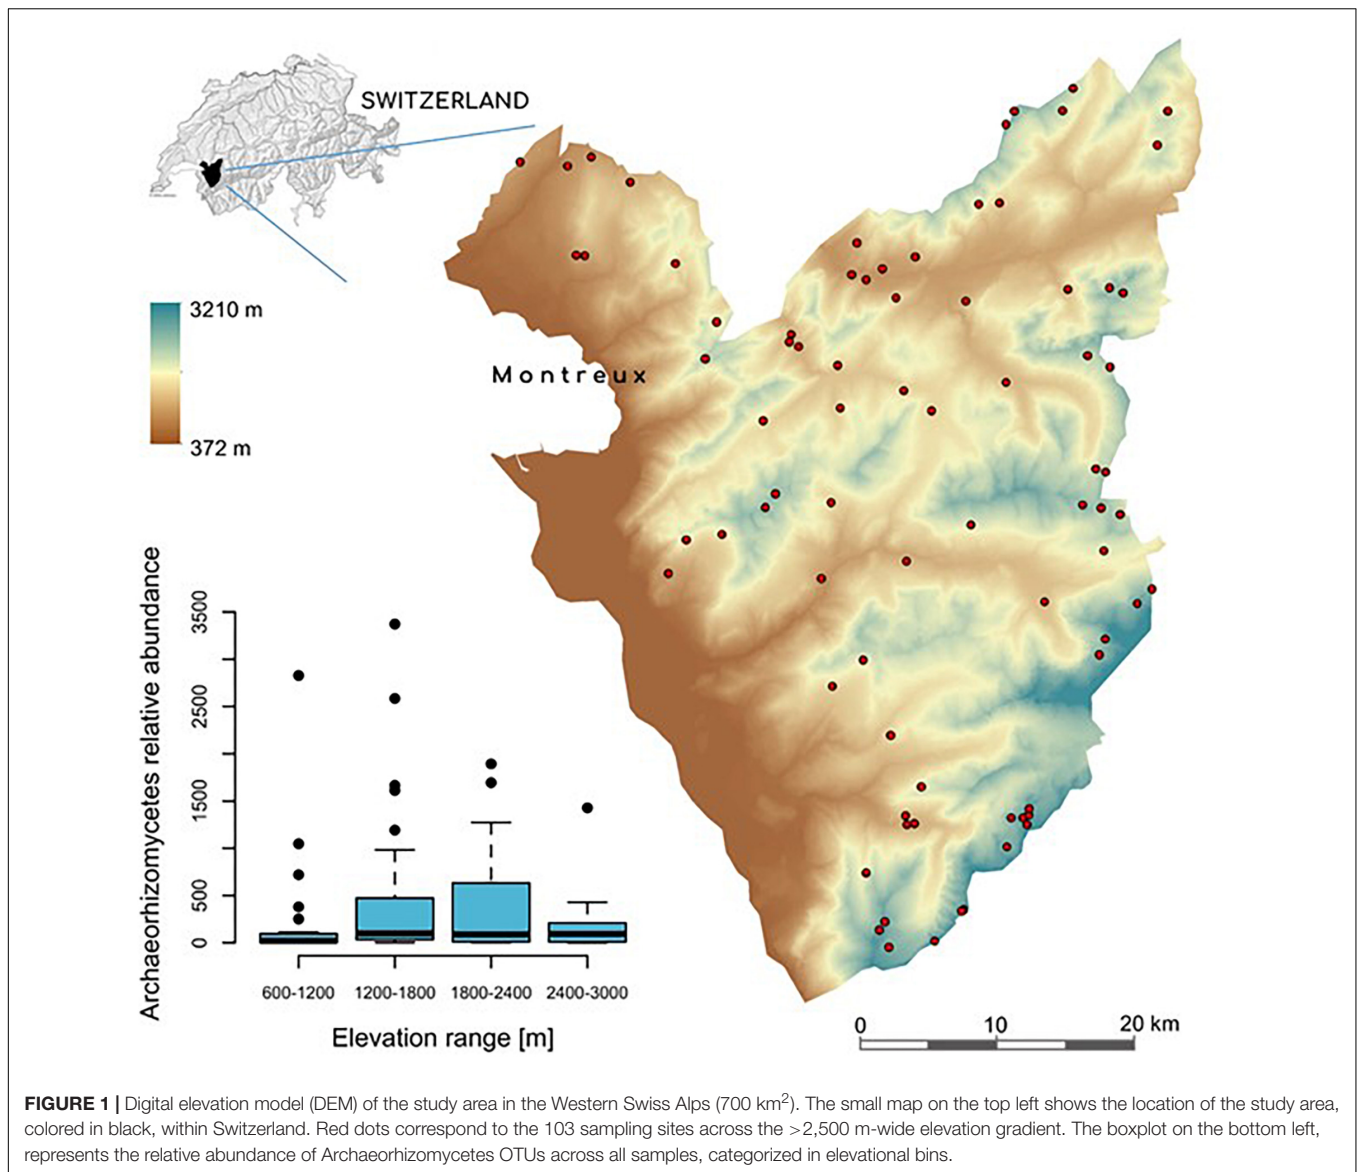 SWITZERLAND
3210 m
372 m
Montreux
Archaeorhizomycetes relative abundance
3500
2500
1500
500
0
600-1200 1200-1800 1800-2400 2400-3000
Elevation range [m]
0 10 20 km
FIGURE 1 | Digital elevation model (DEM) of the study area in the Western Swiss Alps (700 km²). The small map on the top left shows the location of the study area,
colored in black, within Switzerland. Red dots correspond to the 103 sampling sites across the >2,500 m-wide elevation gradient. The boxplot on the bottom left,
represents the relative abundance of Archaeorhizomycetes OTUs across all samples, categorized in elevational bins.